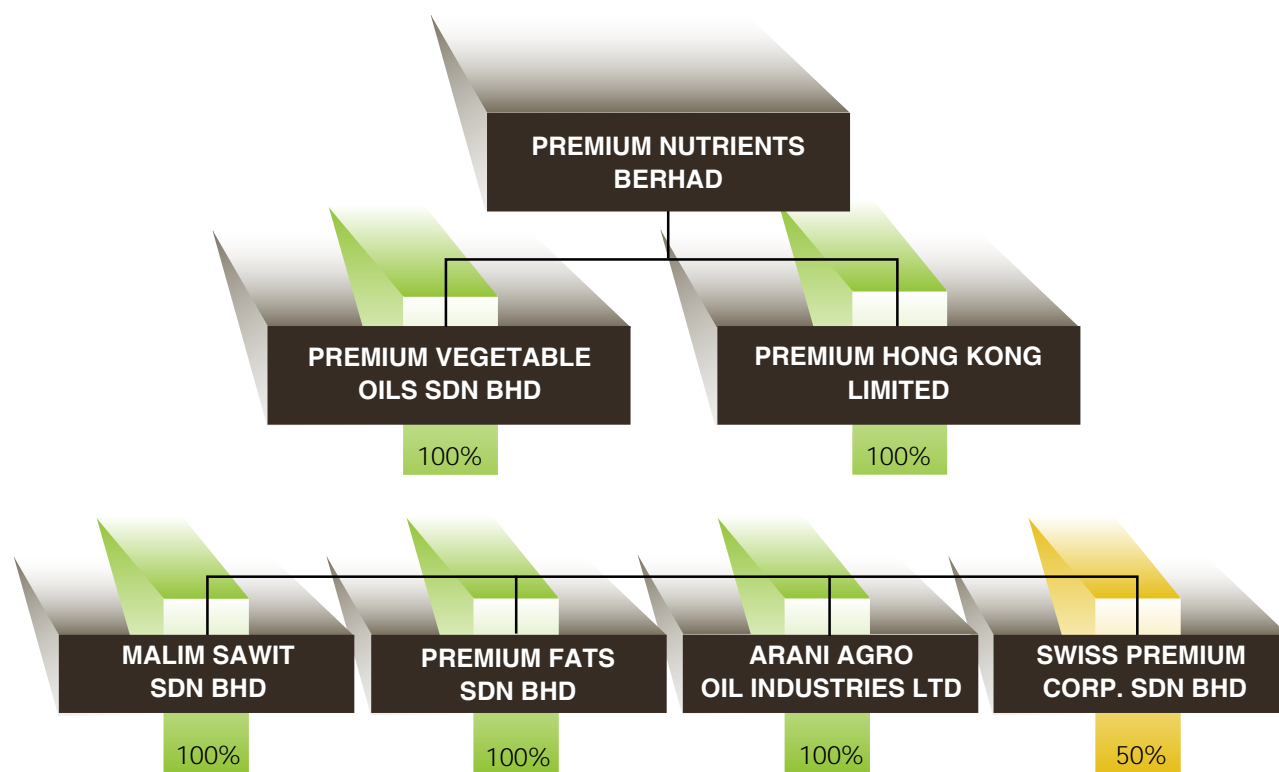 PREMIUM NUTRIENTS
BERHAD
PREMIUM VEGETABLE
OILS SDN BHD
100%
PREMIUM HONG KONG
LIMITED
100%
MALIM SAWIT
SDN BHD
100%
PREMIUM FATS
SDN BHD
100%
ARANI AGRO
OIL INDUSTRIES LTD
100%
SWISS PREMIUM
CORP. SDN BHD
50%